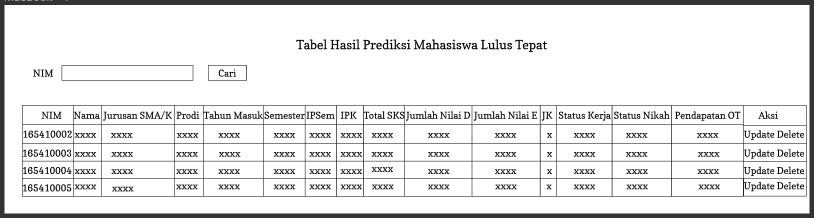 Tabel Hasil Prediksi Mahasiswa Lulus Tepat
NIM Cari
NIM Nama Jurusan SMA/K Prodi Tahun Masuk Semester IPSem IPK Total SKS Jumlah Nilai D Jumlah Nilai E JK Status Kerja Status Nikah Pendapatan OT Aksi
165410002 xxxx xxxx xxxx xxxx xxxx xxxx xxxx xxxx xxxx xxxx x xxxx xxxx xxxx Update Delete
165410003 xxxx xxxx xxxx xxxx xxxx xxxx xxxx xxxx xxxx xxxx x xxxx xxxx xxxx Update Delete
165410004 xxxx xxxx xxxx xxxx xxxx xxxx xxxx xxxx xxxx xxxx x xxxx xxxx xxxx Update Delete
165410005 xxxx xxxx xxxx xxxx xxxx xxxx xxxx xxxx xxxx xxxx x xxxx xxxx xxxx Update Delete